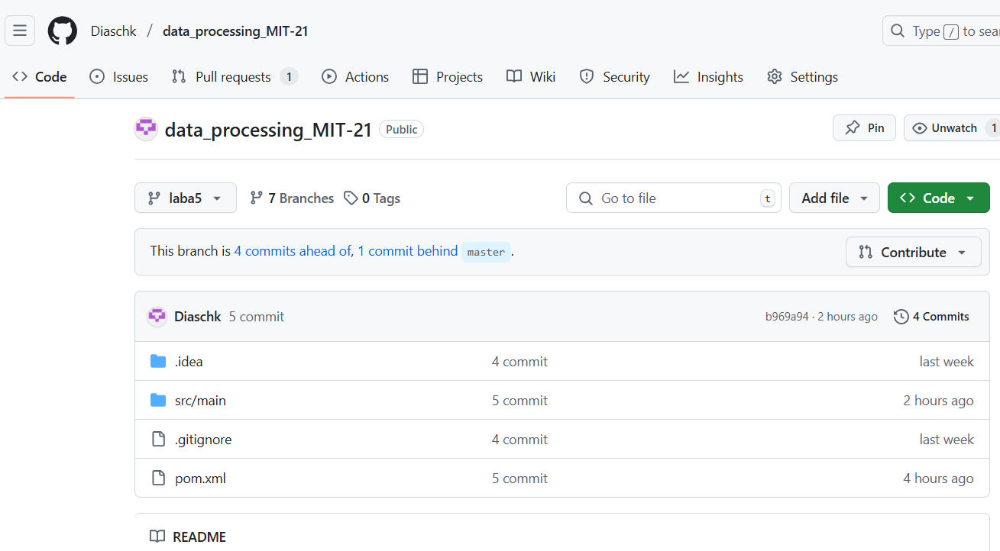 Diaschk / data_processing_MIT-21 Type / to sea
Code Issues Pull requests 1 Actions Projects Wiki Security Insights Settings
data_processing_MIT-21 Public Pin Unwatch 1
laba5 7 Branches 0 Tags Go to file t Add file Code
This branch is 4 commits ahead of, 1 commit behind master . Contribute
Diaschk 5 commit b969a94 · 2 hours ago 4 Commits
.idea 4 commit last week
src/main 5 commit 2 hours ago
.gitignore 4 commit last week
pom.xml 5 commit 4 hours ago
README